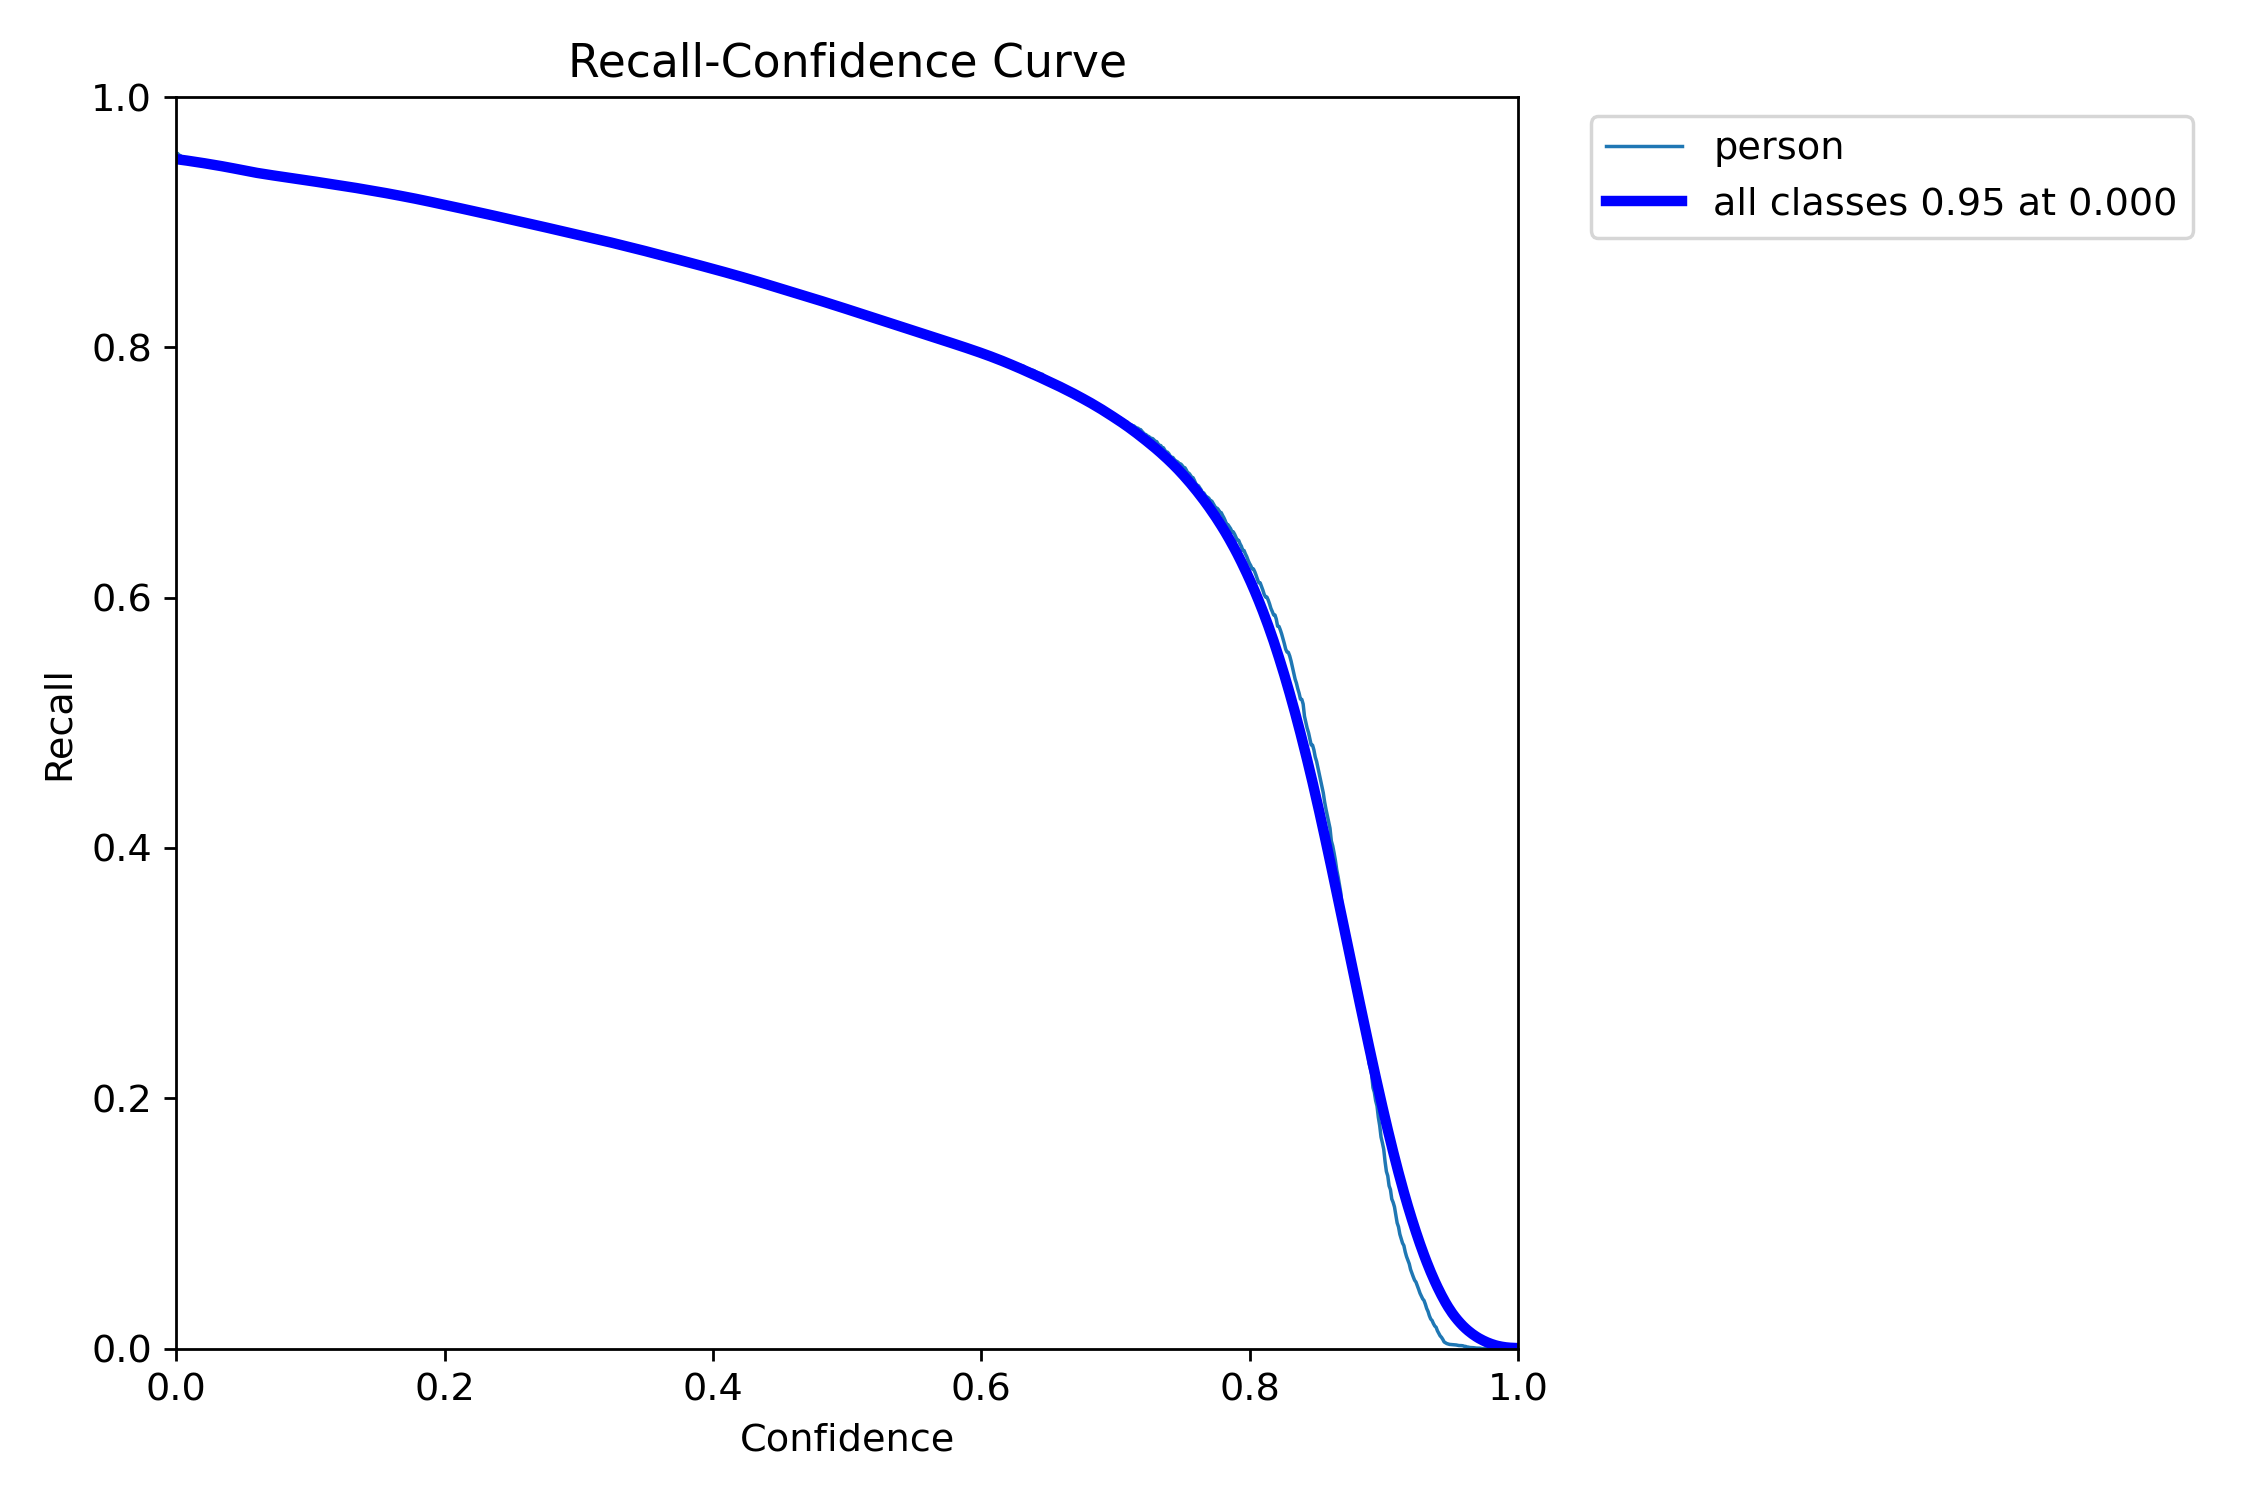 Recall-Confidence Curve
1.0
0.8
0.6
0.4
0.2
0.0
Recall
0.0 0.2 0.4 0.6 0.8 1.0
Confidence
person
all classes 0.95 at 0.000